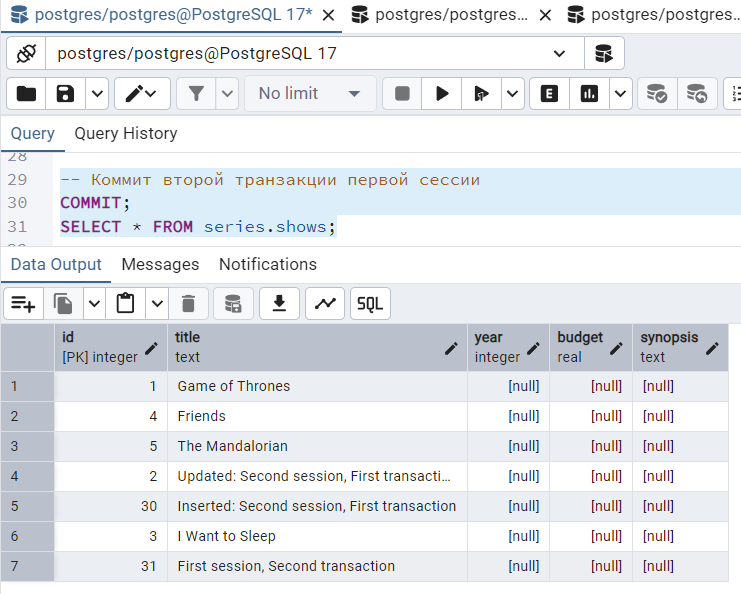 postgres/postgres@PostgreSQL 17*
postgres/postgres...
postgres/postgres...
postgres/postgres@PostgreSQL 17
No limit
E
Query
Query History
28
29 -- Коммит второй транзакции первой сессии
30 COMMIT;
31 SELECT * FROM series.shows;
Data Output
Messages
Notifications
SQL
id title year budget synopsis
[PK] integer text integer real text
1 1 Game of Thrones [null] [null] [null]
2 4 Friends [null] [null] [null]
3 5 The Mandalorian [null] [null] [null]
4 2 Updated: Second session, First transacti... [null] [null] [null]
5 30 Inserted: Second session, First transaction [null] [null] [null]
6 3 I Want to Sleep [null] [null] [null]
7 31 First session, Second transaction [null] [null] [null]